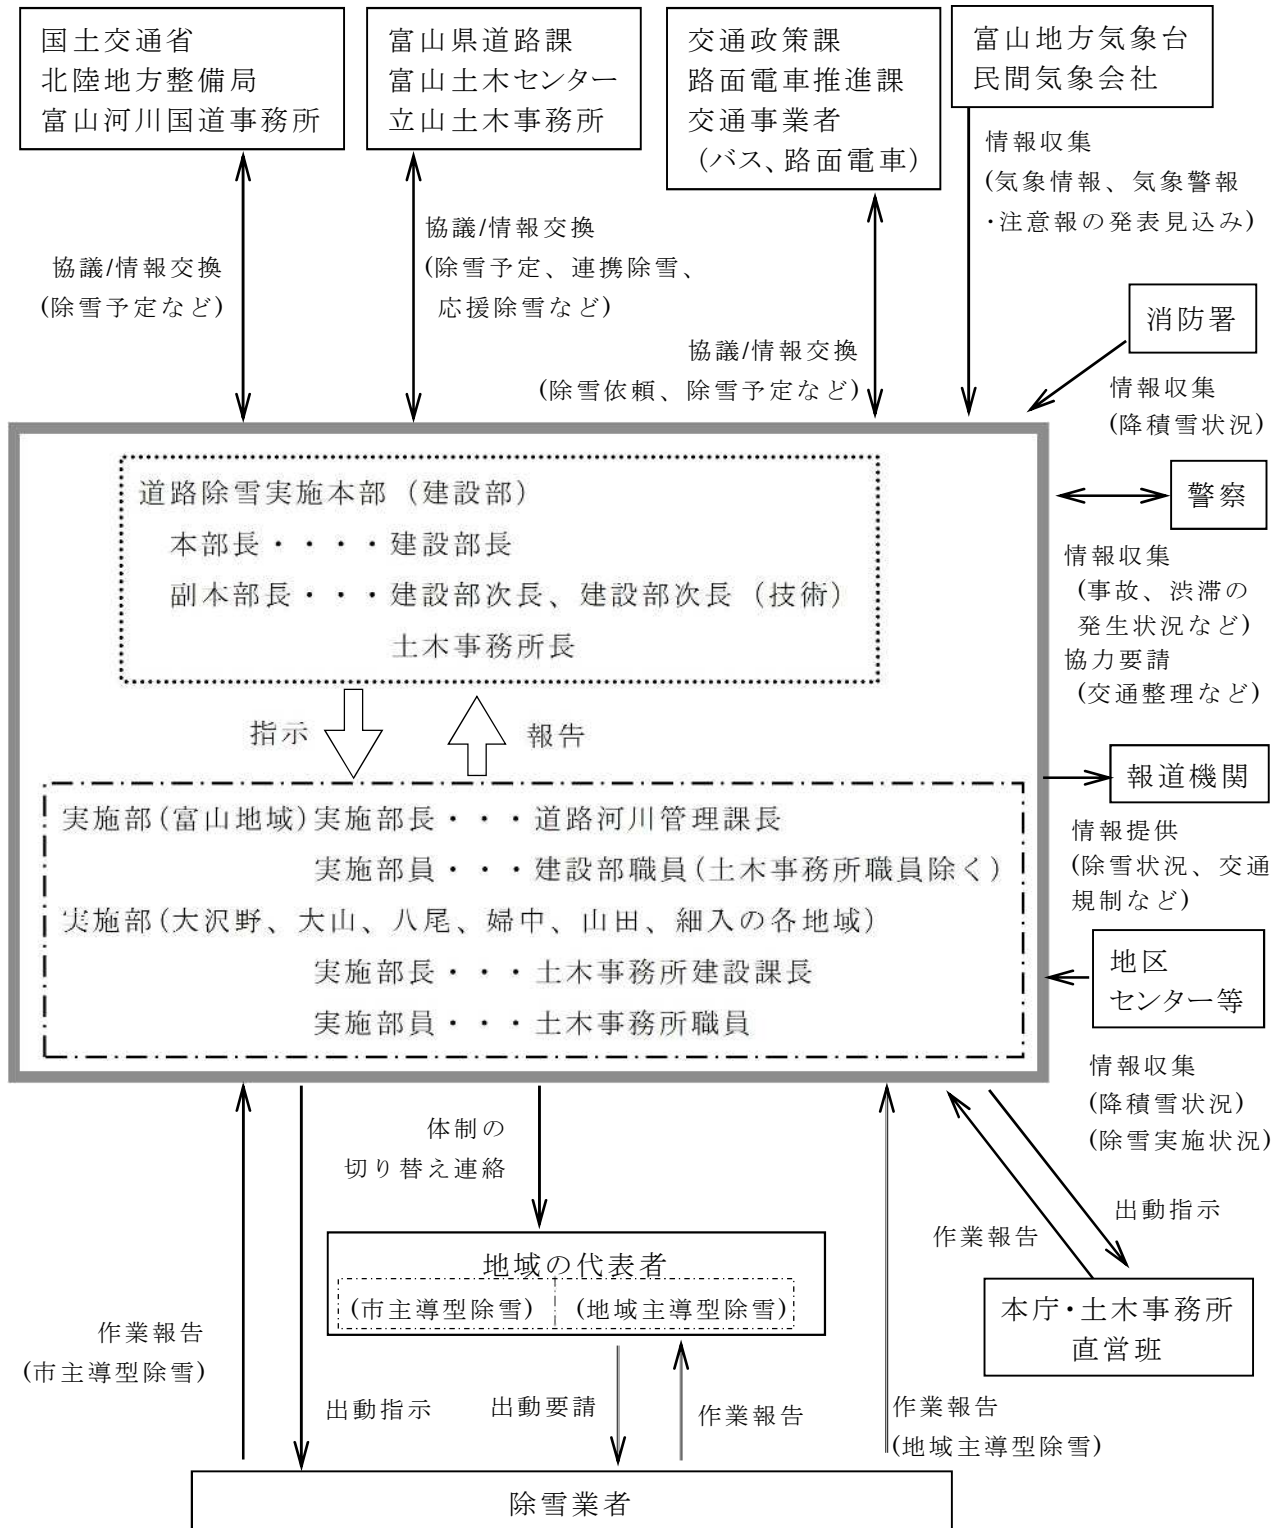 国土交通省
北陸地方整備局
富山河川国道事務所
富山県道路課
富山土木センター
立山土木事務所
交通政策課
路面電車推進課
交通事業者
（バス、路面電車）
富山地方気象台
民間気象会社
情報収集
(気象情報、気象警報
・注意報の発表見込み)
協議/情報交換
(除雪予定など)
協議/情報交換
(除雪予定、連携除雪、
応援除雪など)
協議/情報交換
(除雪依頼、除雪予定など)
消防署
情報収集
(降積雪状況)
警察
情報収集
(事故、渋滞の
発生状況など)
協力要請
(交通整理など)
道路除雪実施本部（建設部）
本部長・・・・建設部長
副本部長・・・建設部次長、建設部次長（技術）
土木事務所長
指示
報告
実施部(富山地域)実施部長・・・道路河川管理課長
実施部員・・・建設部職員(土木事務所職員除く)
実施部(大沢野、大山、八尾、婦中、山田、細入の各地域)
実施部長・・・土木事務所建設課長
実施部員・・・土木事務所職員
報道機関
情報提供
(除雪状況、交通
規制など)
地区
センター等
情報収集
(降積雪状況)
(除雪実施状況)
体制の
切り替え連絡
地域の代表者
(市主導型除雪)
(地域主導型除雪)
作業報告
(市主導型除雪)
出動指示
出動要請
作業報告
作業報告
(地域主導型除雪)
作業報告
出動指示
本庁・土木事務所
直営班
除雪業者